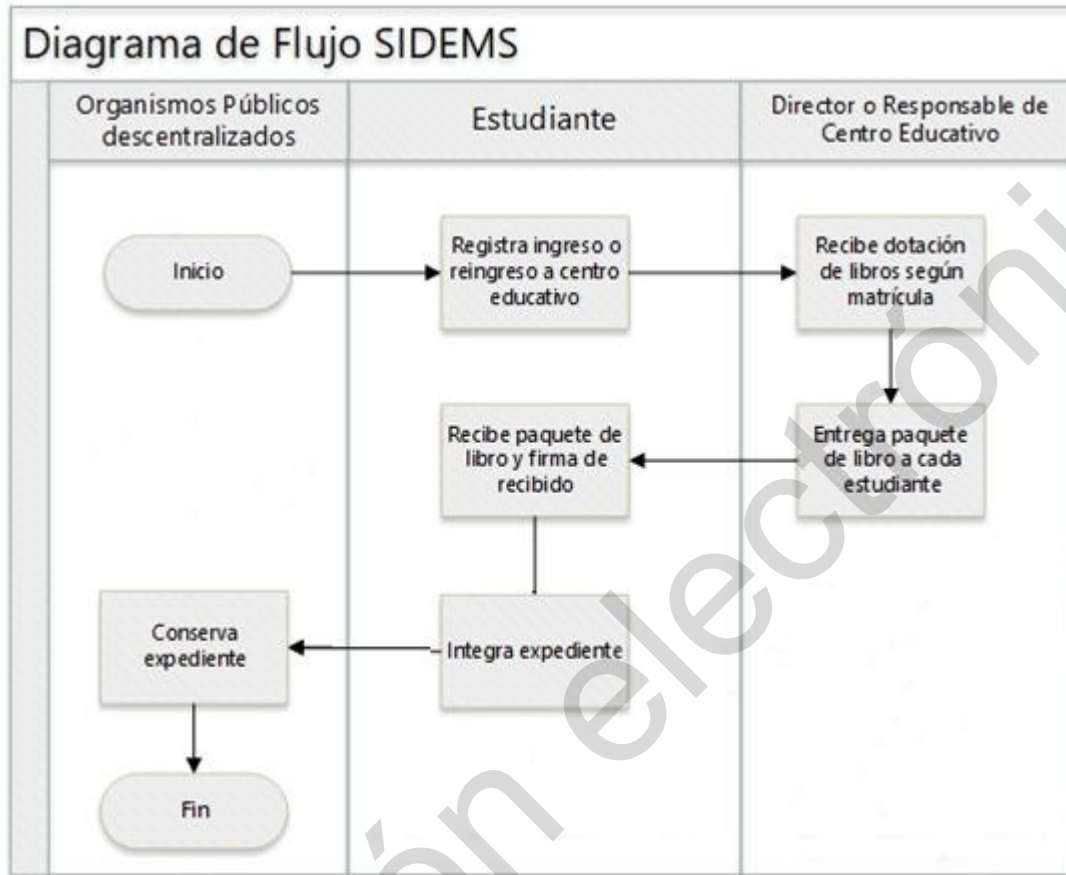 Diagrama de Flujo SIDEMS
Organismos Públicos
descentralizados
Estudiante
Director o Responsable de
Centro Educativo
Inicio
Registra ingreso o
reingreso a centro
educativo
Recibe dotación
de libros según
matrícula
Recibe paquete de
libro y firma de
recibido
Entrega paquete
de libro a cada
estudiante
Conserva
expediente
Integra expediente
Fin
ón electróni